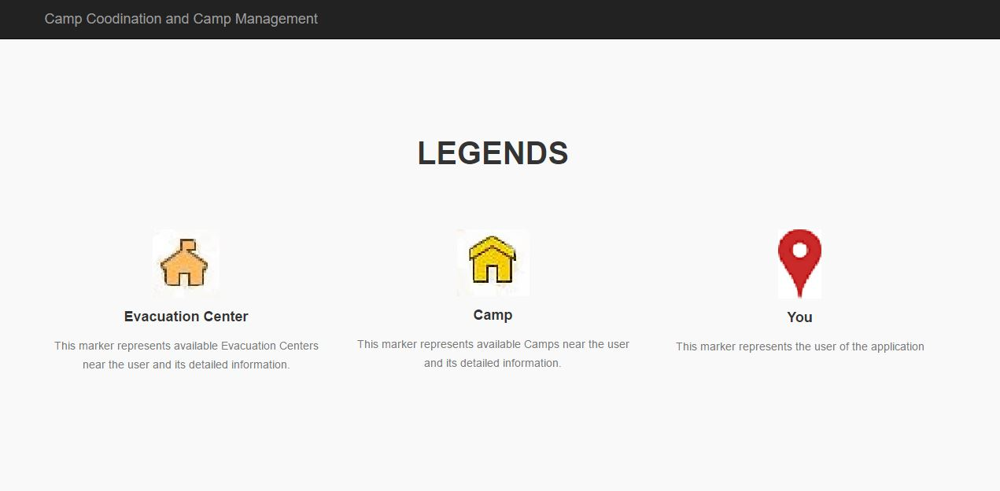 Camp Coodination and Camp Management
LEGENDS
Evacuation Center
This marker represents available Evacuation Centers
near the user and its detailed information.
Camp
This marker represents available Camps near the user
and its detailed information.
You
This marker represents the user of the application